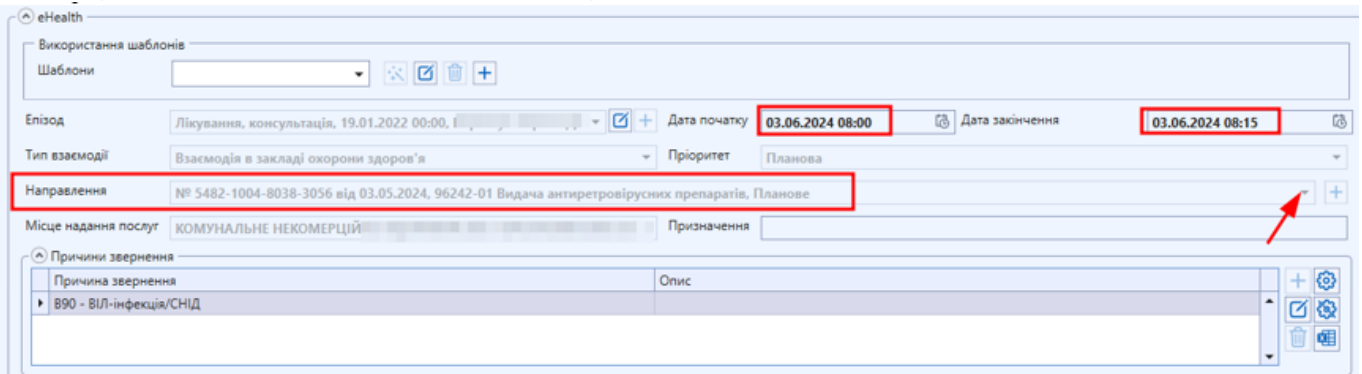 eHealth
Використання шаблонів
Шаблони
Епізод Лікування, консультація, 19.01.2022 00:00, Дата початку 03.06.2024 08:00 Дата закінчення 03.06.2024 08:15
Тип взаємодії Взаємодія в закладі охорони здоров'я Пріоритет Планова
Направлення № 5482-1004-8038-3056 від 03.05.2024, 96242-01 Видача антиретровірусних препаратів, Планове
Місце надання послуг КОМУНАЛЬНЕ НЕКОМЕРЦІЙ Призначення
Причини звернення
Причина звернення Опис
B90 - ВІЛ-інфекція/СНІД